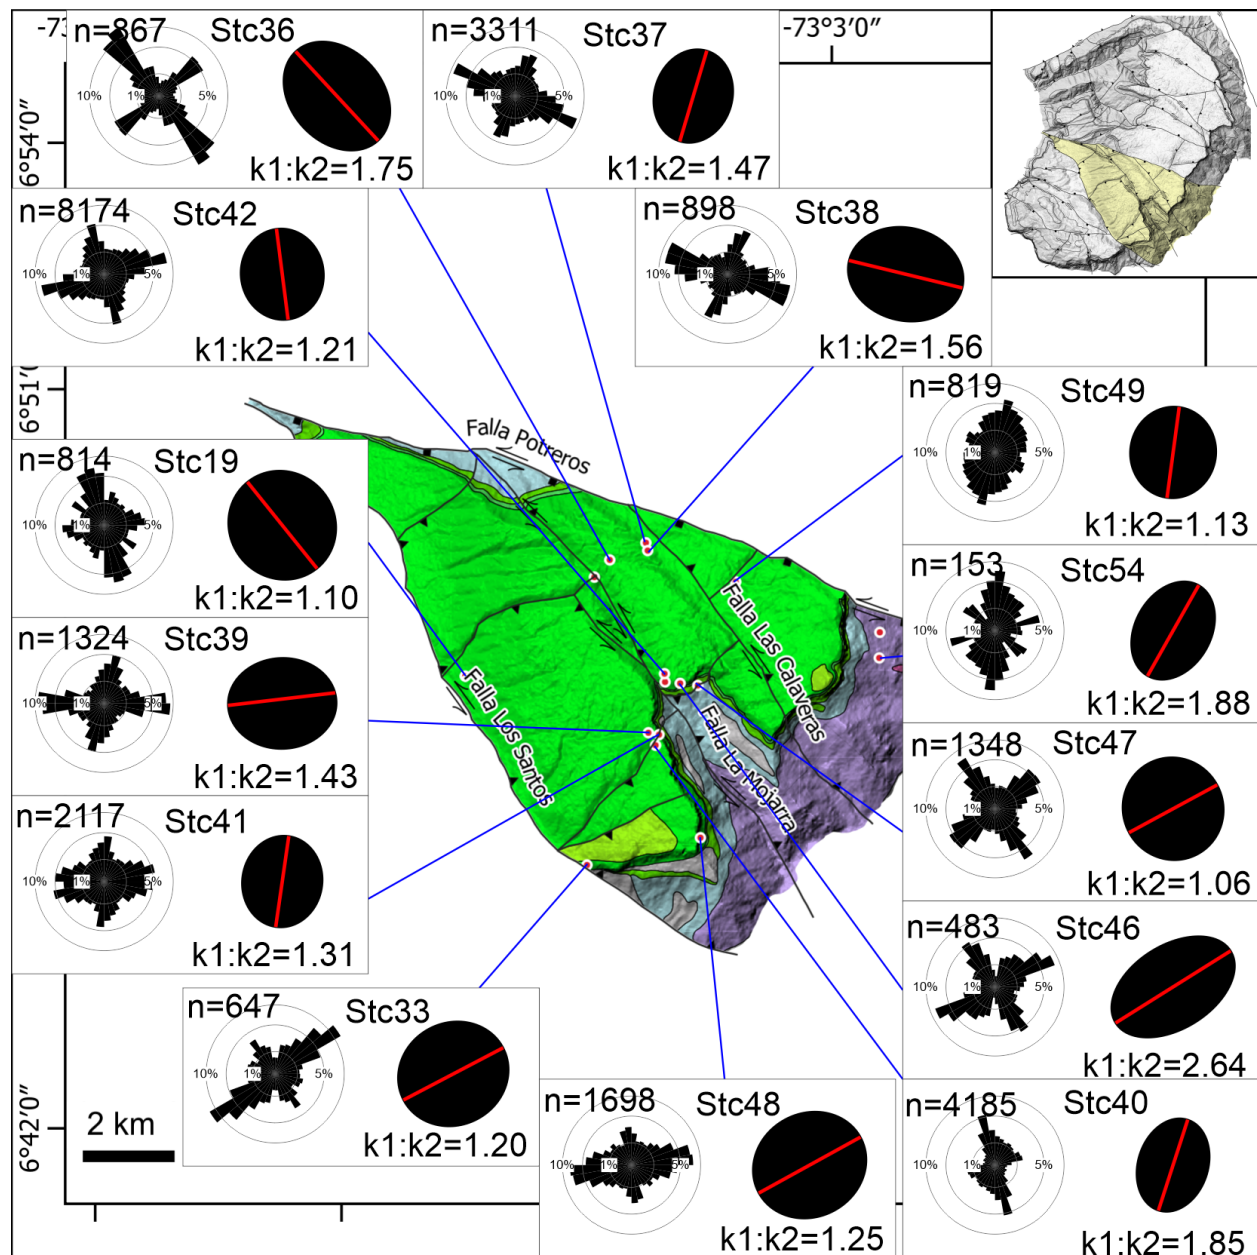 -73
n=867
Stc36
10%
1%
5%
k1:k2=1.75
n=3311
Stc37
10%
1%
5%
k1:k2=1.47
-73°3′0″
6°54′0″
n=8174
Stc42
10%
1%
5%
k1:k2=1.21
n=898
Stc38
10%
1%
5%
k1:k2=1.56
6°51′0
n=814
Stc19
10%
1%
5%
k1:k2=1.10
n=819
Stc49
10%
5%
k1:k2=1.13
Falla Potreros
n=153
Stc54
10%
5%
k1:k2=1.88
Falla Las Calaveras
n=1324
Stc39
10%
1%
5%
k1:k2=1.43
Falla Los Santos
Falla La Mojarra
n=1348
Stc47
10%
5%
k1:k2=1.06
n=2117
Stc41
10%
1%
5%
k1:k2=1.31
n=483
Stc46
10%
5%
k1:k2=2.64
n=647
Stc33
10%
1%
5%
k1:k2=1.20
n=1698
Stc48
10%
1%
5%
k1:k2=1.25
n=4185
Stc40
10%
5%
k1:k2=1.85
6°42′0″
2 km